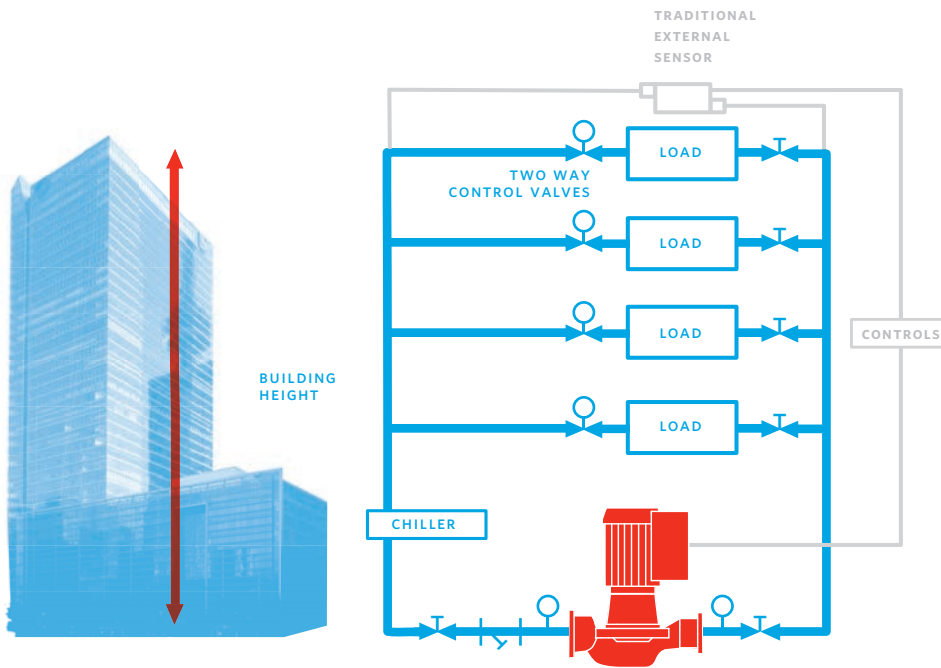 TRADITIONAL
EXTERNAL
SENSOR
LOAD
TWO WAY
CONTROL VALVES
LOAD
LOAD
CONTROLS
BUILDING
HEIGHT
LOAD
CHILLER